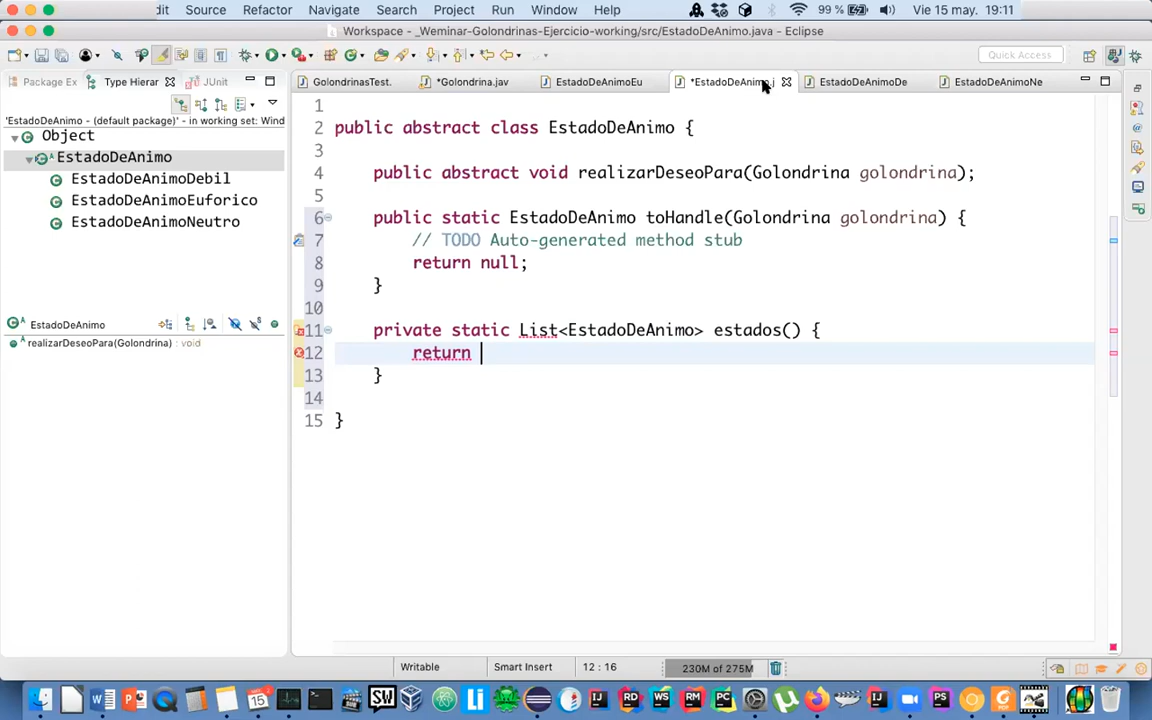 dit Source Refactor Navigate Search Project Run Window Help 99 % Vie 15 may. 19:11
Workspace - _Weminar-Golondrinas-Ejercicio-working/src/EstadoDeAnimo.java - Eclipse
Quick Access
Package Ex Type Hierar JUnit GolondrinasTest. *Golondrina.jav EstadoDeAnimoEu *EstadoDeAnimo.j EstadoDeAnimoDe EstadoDeAnimoNe
'EstadoDeAnimo - (default package)' - in working set: Wind
Object
EstadoDeAnimo
EstadoDeAnimoDebil
EstadoDeAnimoEuforico
EstadoDeAnimoNeutro
EstadoDeAnimo
realizarDeseoPara(Golondrina) : void
1
2 public abstract class EstadoDeAnimo {
3
4 public abstract void realizarDeseoPara(Golondrina golondrina);
5
6 public static EstadoDeAnimo toHandle(Golondrina golondrina) {
7 // TODO Auto-generated method stub
8 return null;
9 }
10
11 private static List<EstadoDeAnimo> estados() {
12 return
13 }
14
15 }
Writable Smart Insert 12 : 16 230M of 275M